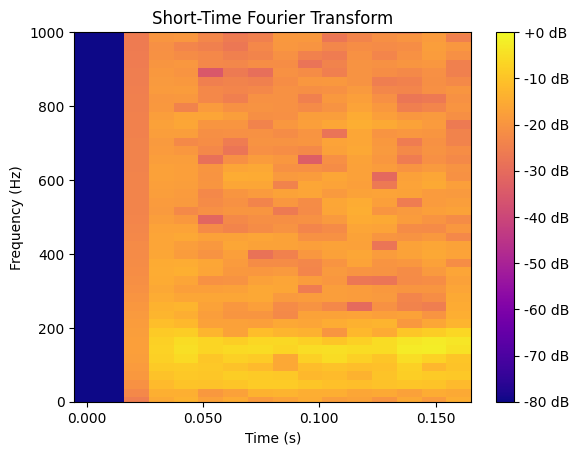 Short-Time Fourier Transform
1000
800
600
400
200
0
Frequency (Hz)
0.000
0.050
0.100
0.150
Time (s)
+0 dB
-10 dB
-20 dB
-30 dB
-40 dB
-50 dB
-60 dB
-70 dB
-80 dB